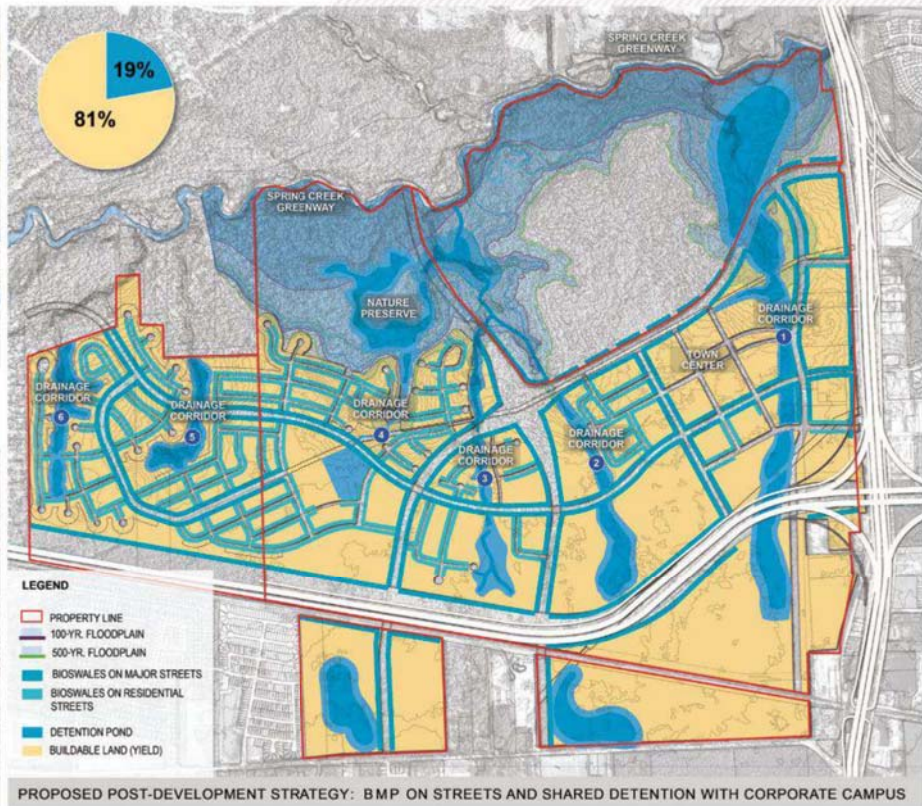 SPRING CREEK
GREENWAY
19%
81%
SPRING CREEK
GREENWAY
NATURE
PRESERVE
DRAINAGE
CORRIDOR
1
TOWN
CENTER
DRAINAGE
CORRIDOR
6
DRAINAGE
CORRIDOR
5
DRAINAGE
CORRIDOR
4
DRAINAGE
CORRIDOR
3
DRAINAGE
CORRIDOR
2
LEGEND
PROPERTY LINE
100-YR. FLOODPLAIN
500-YR. FLOODPLAIN
BIOSWALES ON MAJOR STREETS
BIOSWALES ON RESIDENTIAL
STREETS
DETENTION POND
BUILDABLE LAND (YIELD)
PROPOSED POST-DEVELOPMENT STRATEGY: BMP ON STREETS AND SHARED DETENTION WITH CORPORATE CAMPUS